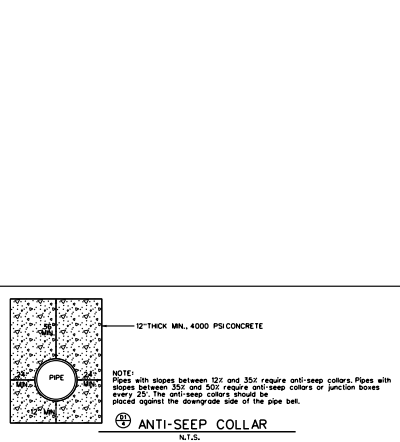 36"
MIN.
12"THICK MIN., 4000 PSI CONCRETE
24"
MIN.
PIPE
24"
MIN.
12" MIN.
NOTE:
Pipes with slopes between 12% and 35% require anti-seep collars. Pipes with
slopes between 35% and 50% require anti-seep collars or junction boxes
every 25'. The anti-seep collars should be
placed against the downgrade side of the pipe bell.
D1
4
ANTI-SEEP COLLAR
N.T.S.